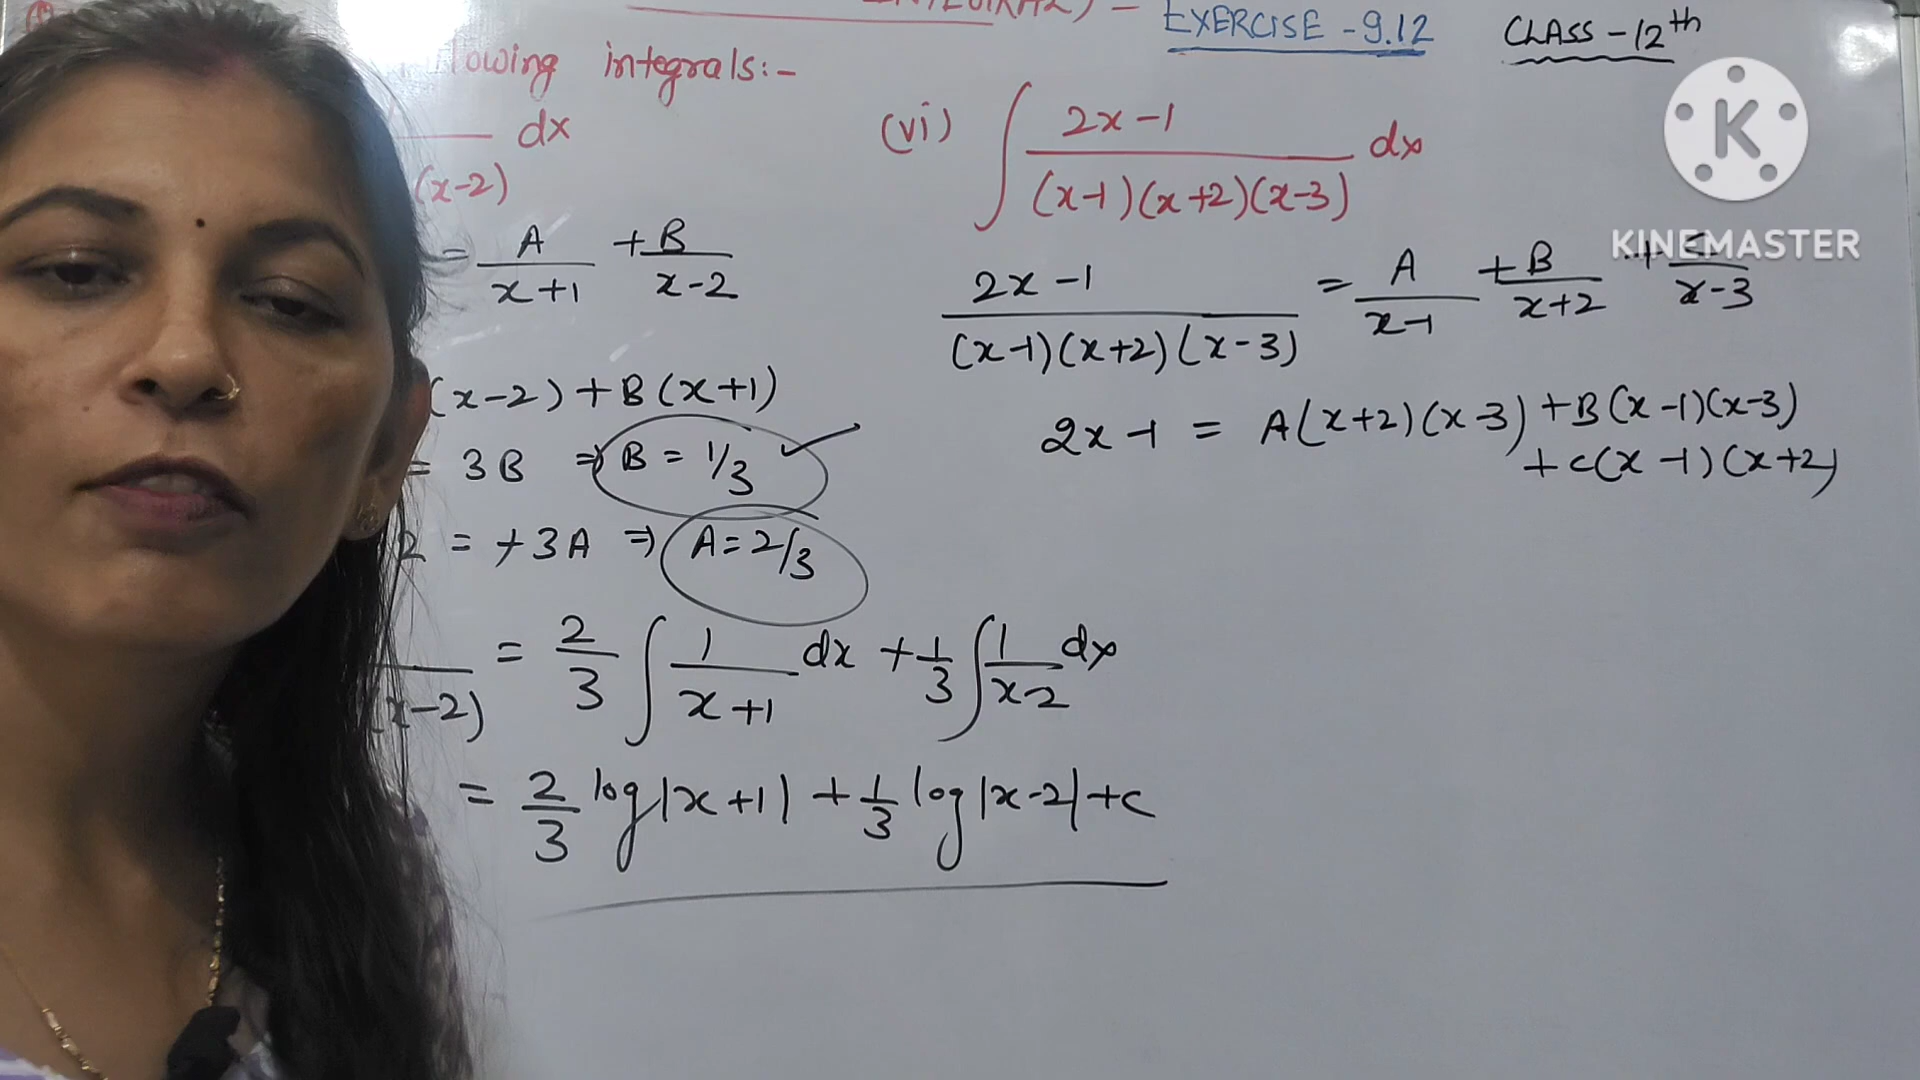 EXERCISE - 9.12
CLASS - 12th
integrals:-
dx
(x-2)
= A/(x+1) + B/(x-2)
(x-2) + B(x+1)
= 3B ⇒ B = 1/3 ✓
2 = +3A ⇒ A = 2/3
(x-2) = 2/3 ∫ 1/(x+1) dx + 1/3 ∫ 1/(x-2) dx
= 2/3 log|x+1| + 1/3 log|x-2| + c
(vi) ∫ (2x-1)/((x-1)(x+2)(x-3)) dx
(2x-1)/((x-1)(x+2)(x-3)) = A/(x-1) + B/(x+2) + C/(x-3)
2x-1 = A(x+2)(x-3) + B(x-1)(x-3)
+ c(x-1)(x+2)
K
KINEMASTER